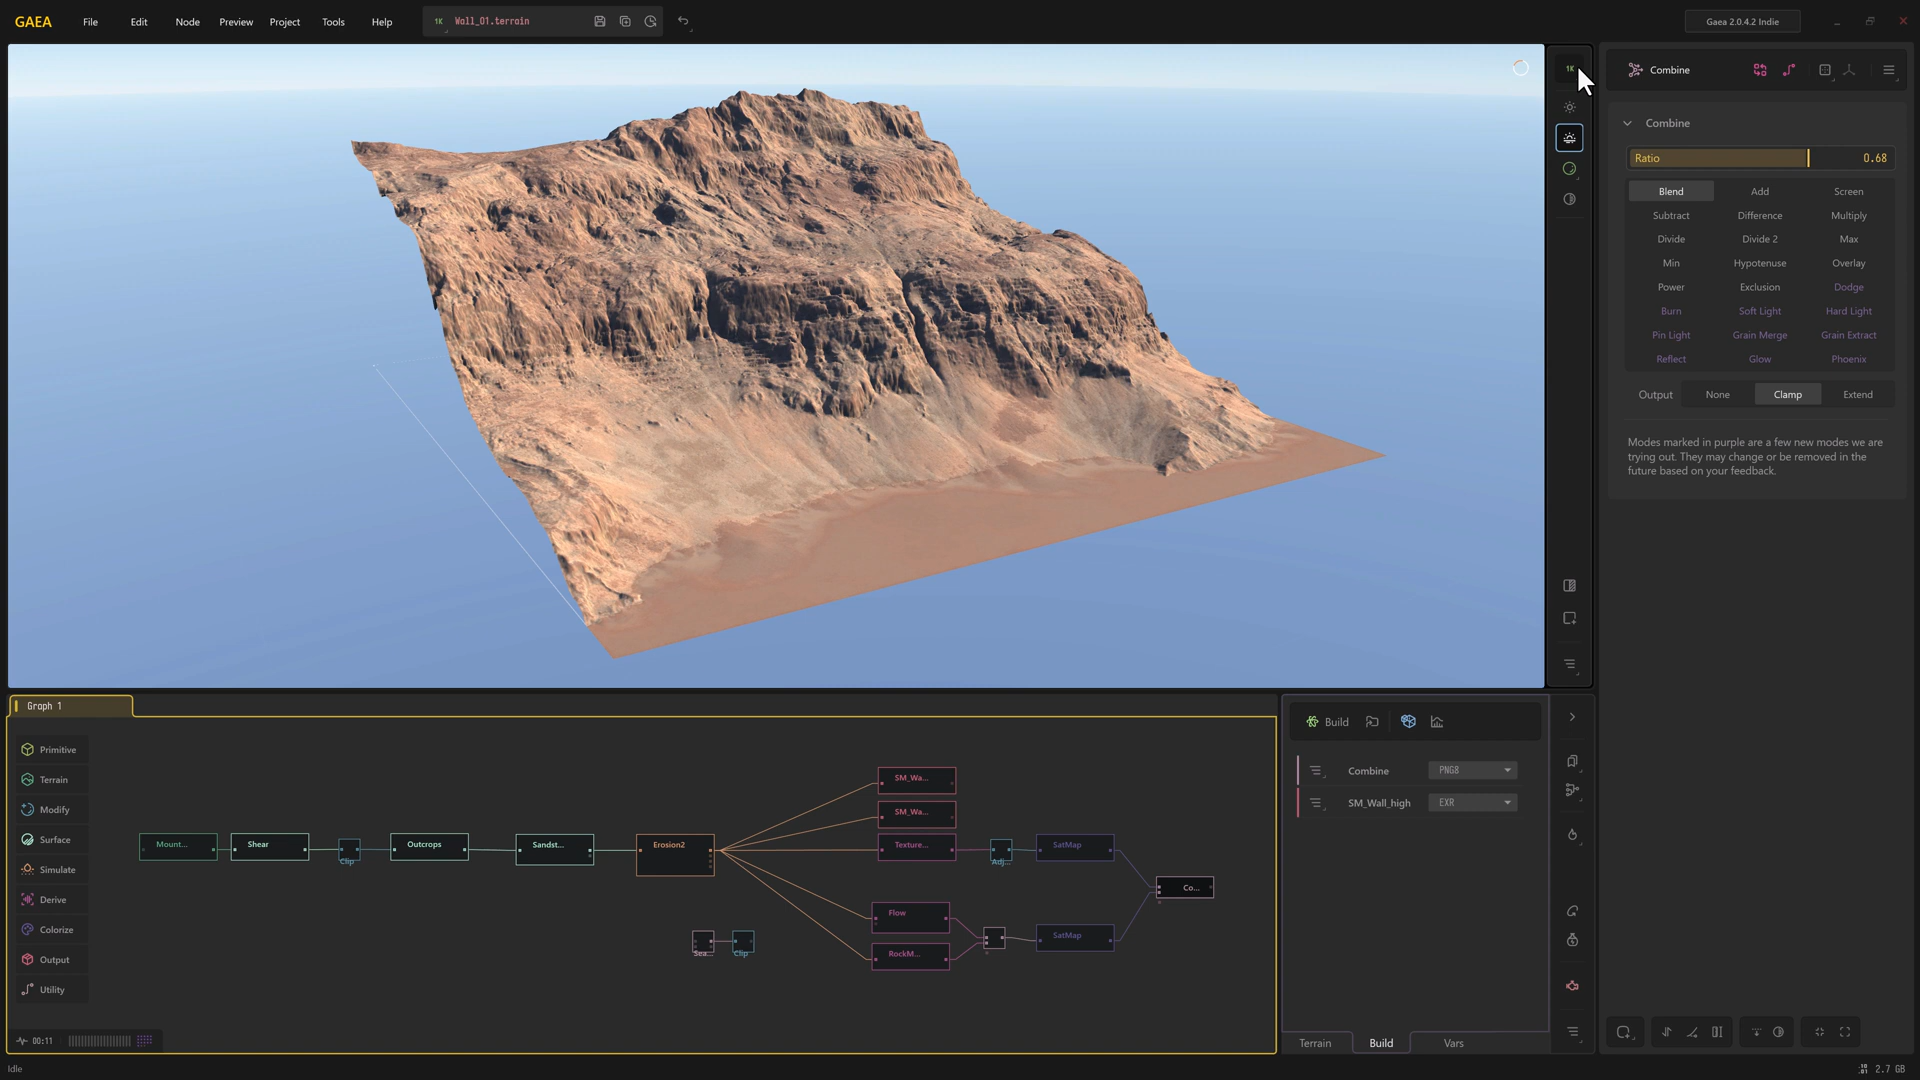 GAEA File Edit Node Preview Project Tools Help 1K Wall_01.terrain Gaea 2.0.4.2 Indie
1K
Combine
Combine
Ratio 0.68
Blend Add Screen
Subtract Difference Multiply
Divide Divide 2 Max
Min Hypotenuse Overlay
Power Exclusion Dodge
Burn Soft Light Hard Light
Pin Light Grain Merge Grain Extract
Reflect Glow Phoenix
Output None Clamp Extend
Modes marked in purple are a few new modes we are
trying out. They may change or be removed in the
future based on your feedback.
Graph 1
Primitive
Terrain
Modify
Surface
Simulate
Derive
Colorize
Output
Utility
Mount...
Shear
Clip
Outcrops
Sandst...
Erosion2
SM_Wa...
SM_Wa...
Texture...
Adj...
SatMap
Flow
RockM...
SatMap
Co...
Sea...
Clip
00:11
Build
Combine PNG8
SM_Wall_high EXR
Terrain Build Vars
Idle
2.7 GB